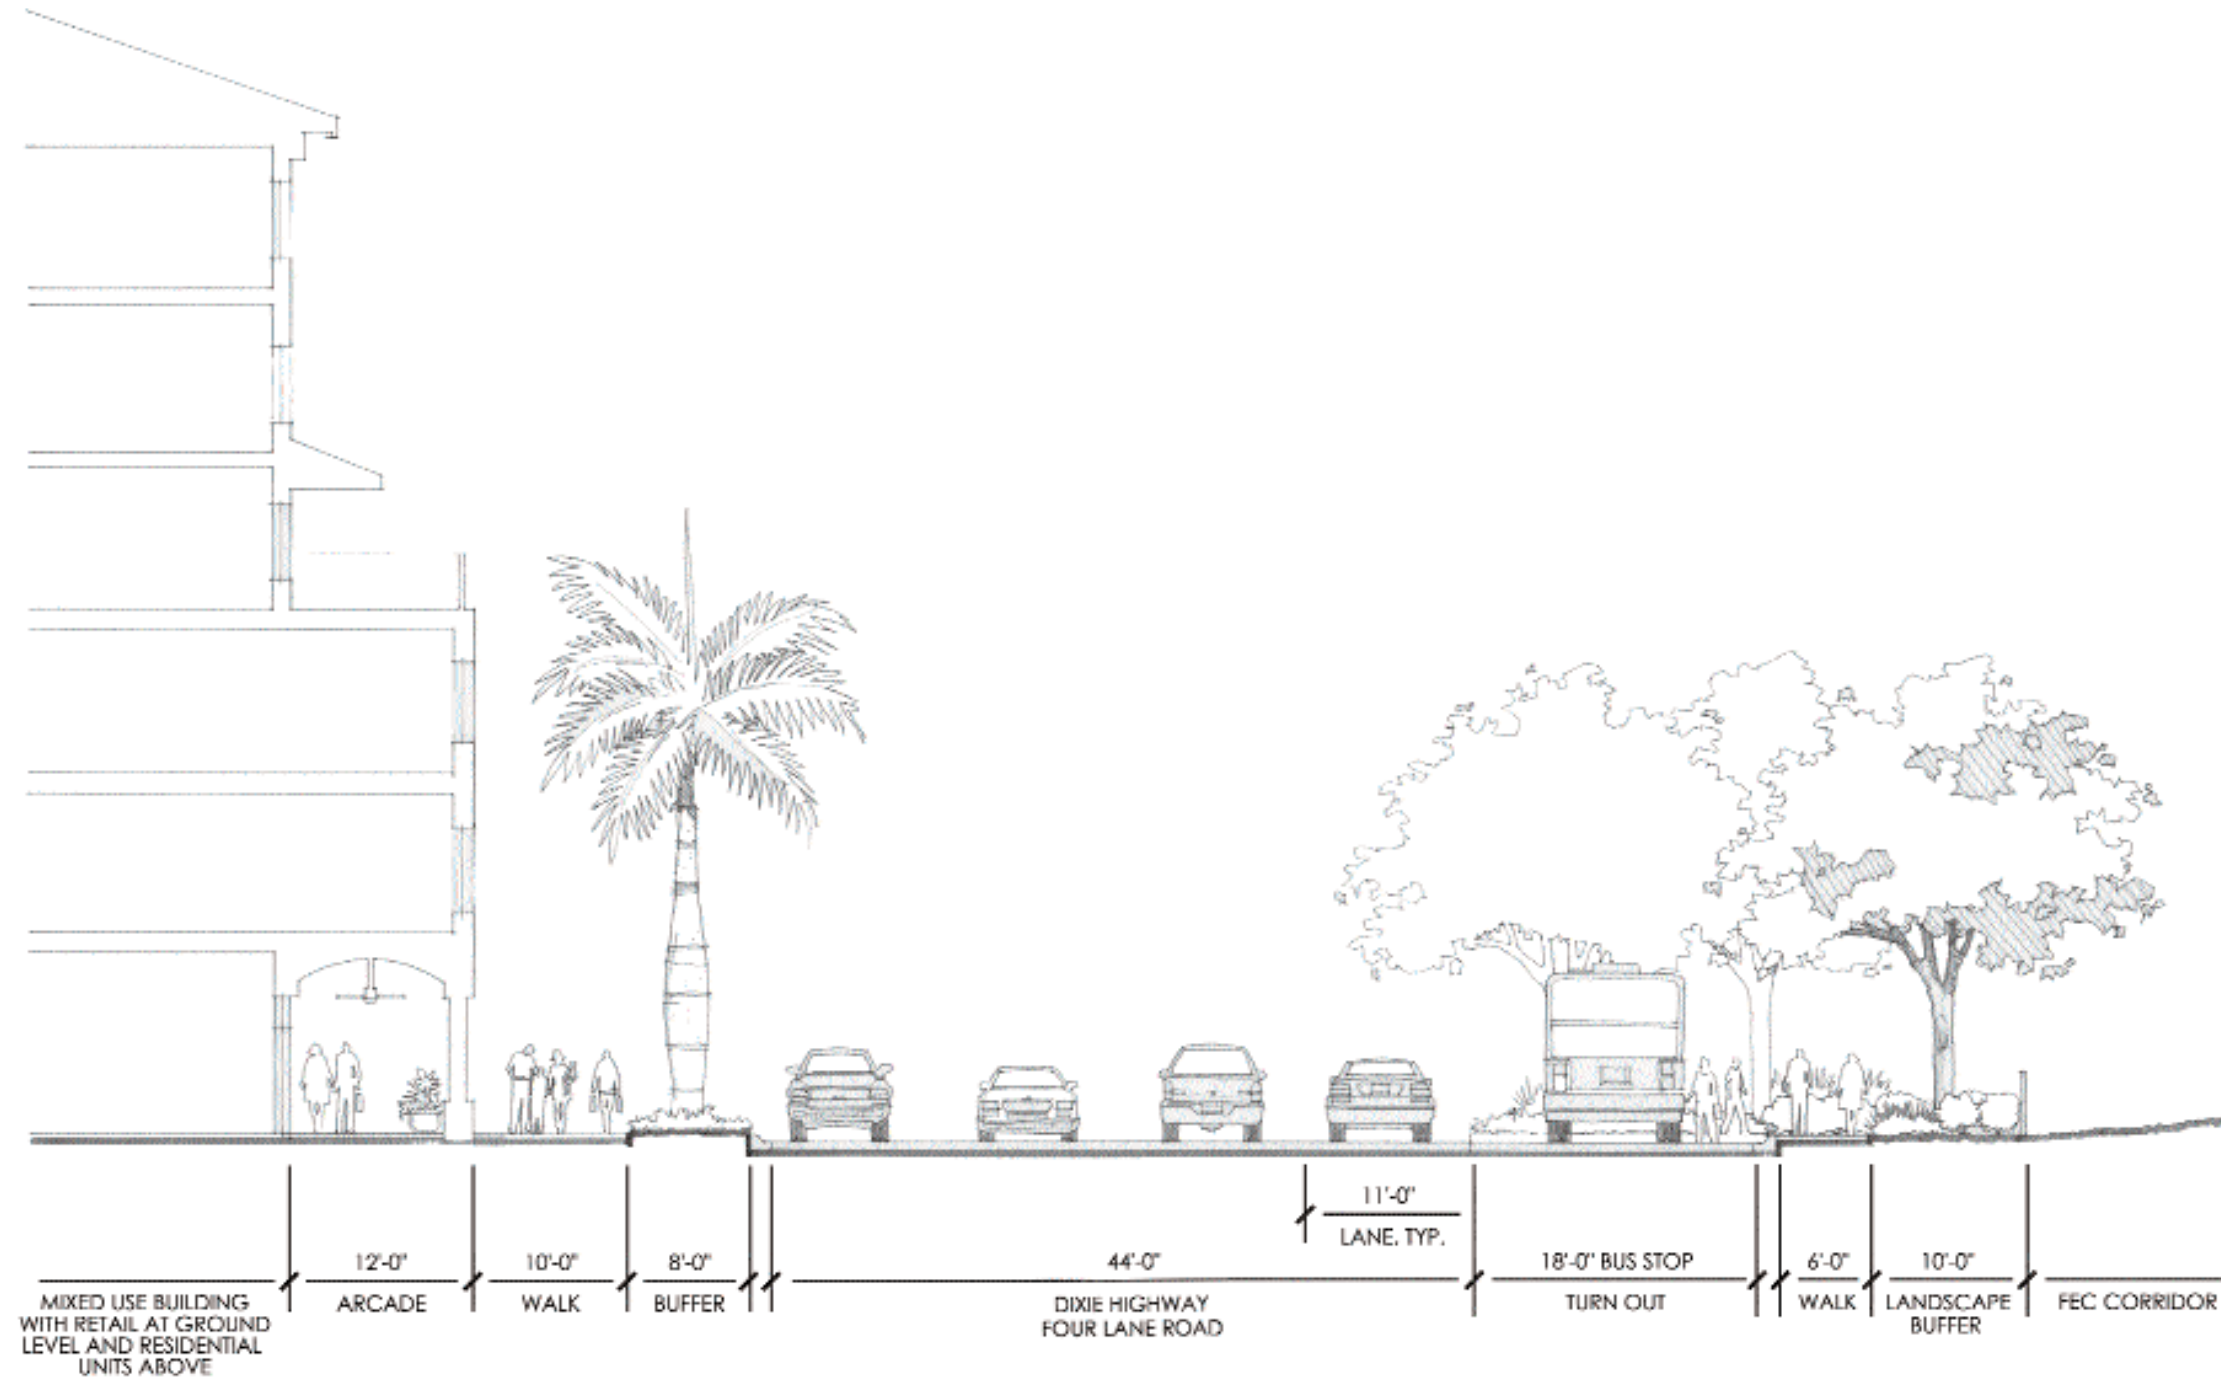 11'-0"
LANE, TYP.
12'-0"
10'-0"
8'-0"
44'-0"
18'-0" BUS STOP
6'-0"
10'-0"
MIXED USE BUILDING
WITH RETAIL AT GROUND
LEVEL AND RESIDENTIAL
UNITS ABOVE
ARCADE
WALK
BUFFER
DIXIE HIGHWAY
FOUR LANE ROAD
TURN OUT
WALK
LANDSCAPE
BUFFER
FEC CORRIDOR